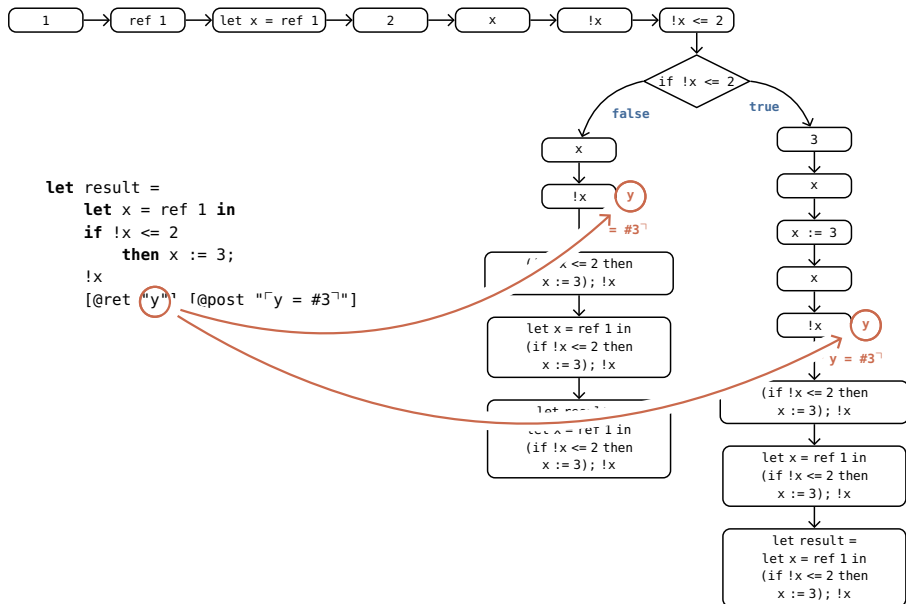 1
ref 1
let x = ref 1
2
x
!x
!x <= 2
if !x <= 2
false
true
x
!x
y
= #3⌝
x <= 2 then
x := 3); !x
let x = ref 1 in
(if !x <= 2 then
x := 3); !x
let x = ref 1 in
(if !x <= 2 then
x := 3); !x
3
x
x := 3
x
!x
y
y = #3⌝
(if !x <= 2 then
x := 3); !x
let x = ref 1 in
(if !x <= 2 then
x := 3); !x
let result =
let x = ref 1 in
(if !x <= 2 then
x := 3); !x
let result =
let x = ref 1 in
if !x <= 2
then x := 3;
!x
[@ret "y"] [@post "⌜y = #3⌝"]